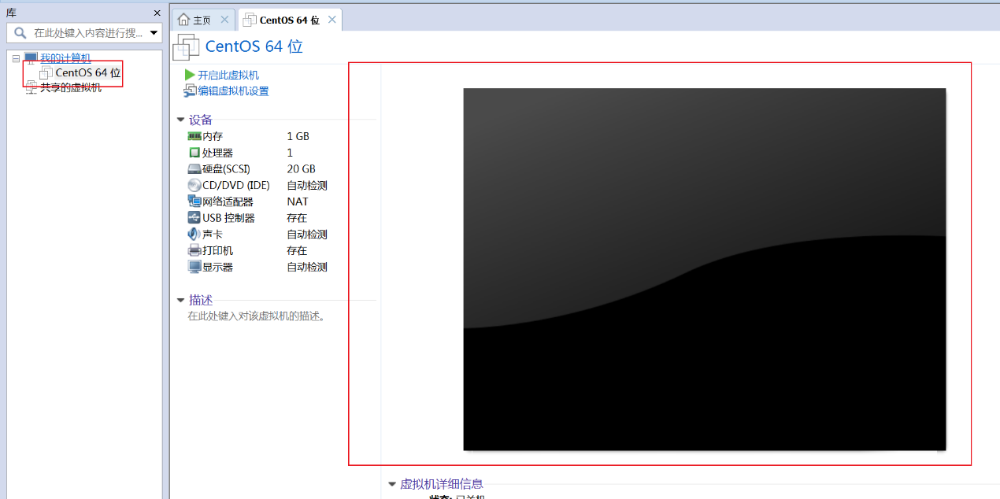 库
在此处键入内容进行搜...
我的计算机
CentOS 64 位
共享的虚拟机
主页
CentOS 64 位
CentOS 64 位
开启此虚拟机
编辑虚拟机设置
设备
内存 1 GB
处理器 1
硬盘(SCSI) 20 GB
CD/DVD (IDE) 自动检测
网络适配器 NAT
USB 控制器 存在
声卡 自动检测
打印机 存在
显示器 自动检测
描述
在此处键入对该虚拟机的描述。
虚拟机详细信息
状态: 已关机